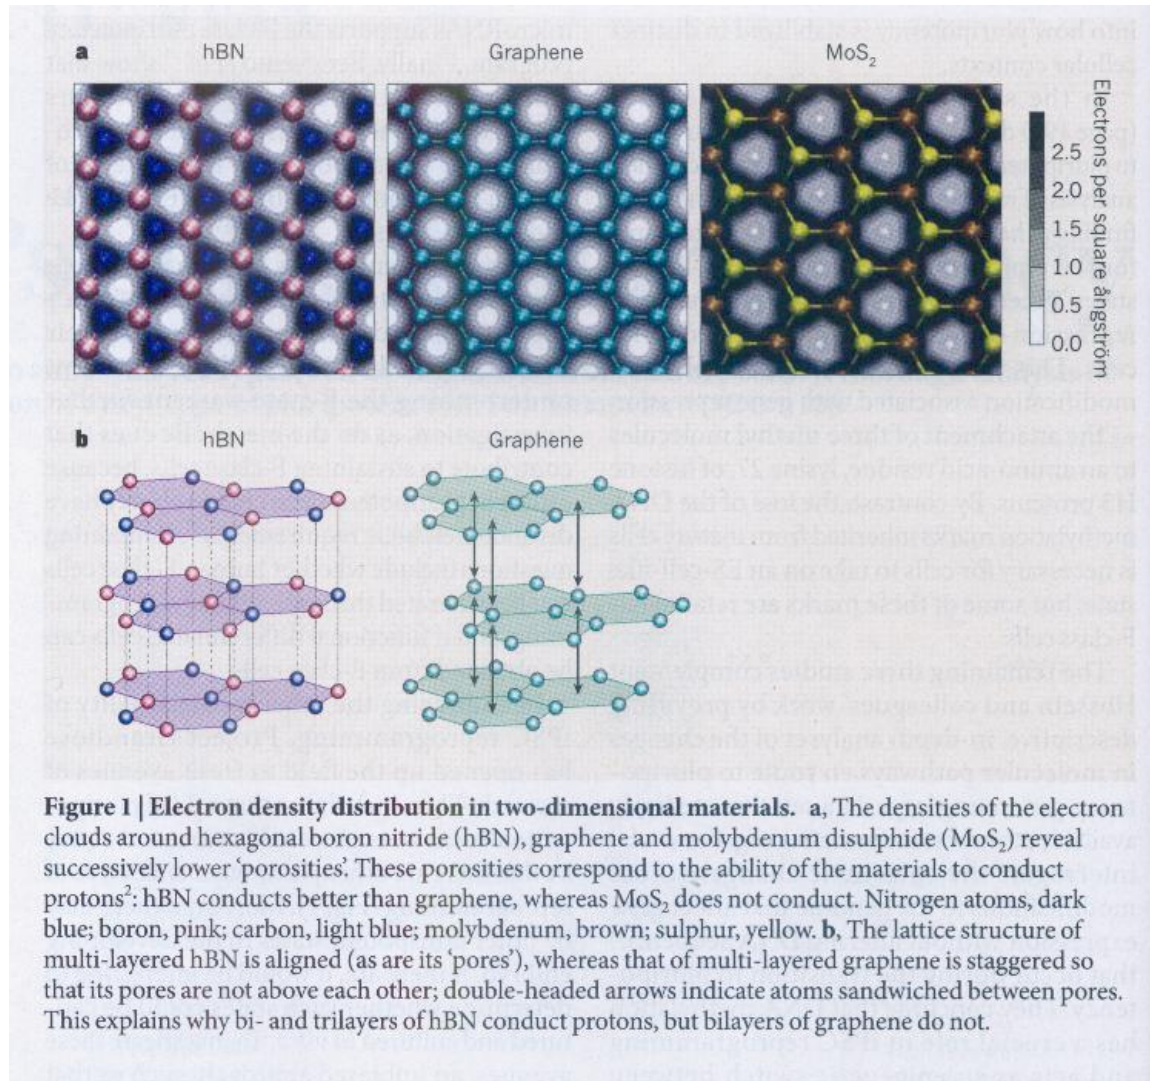 a
hBN
Graphene
MoS₂
Electrons per square ångström
2.5
2.0
1.5
1.0
0.5
0.0
b
hBN
Graphene
Figure 1 | Electron density distribution in two-dimensional materials. a, The densities of the electron
clouds around hexagonal boron nitride (hBN), graphene and molybdenum disulphide (MoS₂) reveal
successively lower ‘porosities’. These porosities correspond to the ability of the materials to conduct
protons²: hBN conducts better than graphene, whereas MoS₂ does not conduct. Nitrogen atoms, dark
blue; boron, pink; carbon, light blue; molybdenum, brown; sulphur, yellow. b, The lattice structure of
multi-layered hBN is aligned (as are its ‘pores’), whereas that of multi-layered graphene is staggered so
that its pores are not above each other; double-headed arrows indicate atoms sandwiched between pores.
This explains why bi- and trilayers of hBN conduct protons, but bilayers of graphene do not.